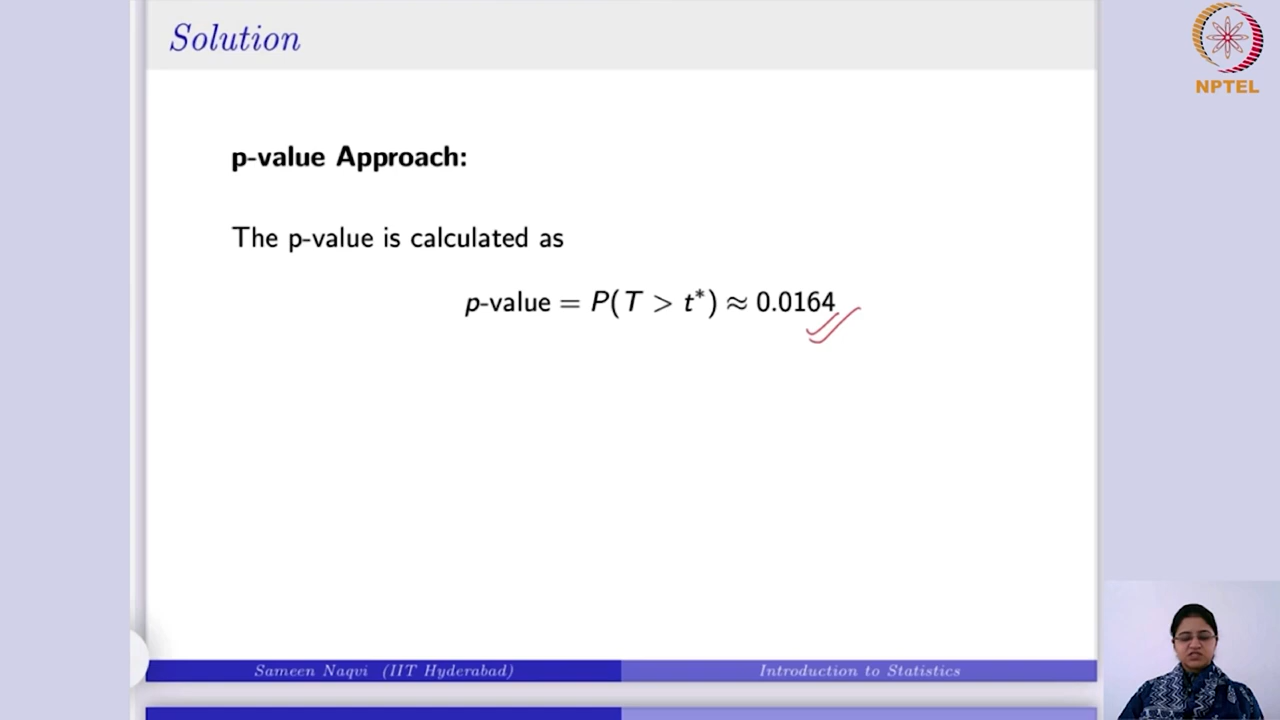 Solution
NPTEL
p-value Approach:
The p-value is calculated as
p-value = P(T > t*) ≈ 0.0164
Sameen Naqvi (IIT Hyderabad)
Introduction to Statistics